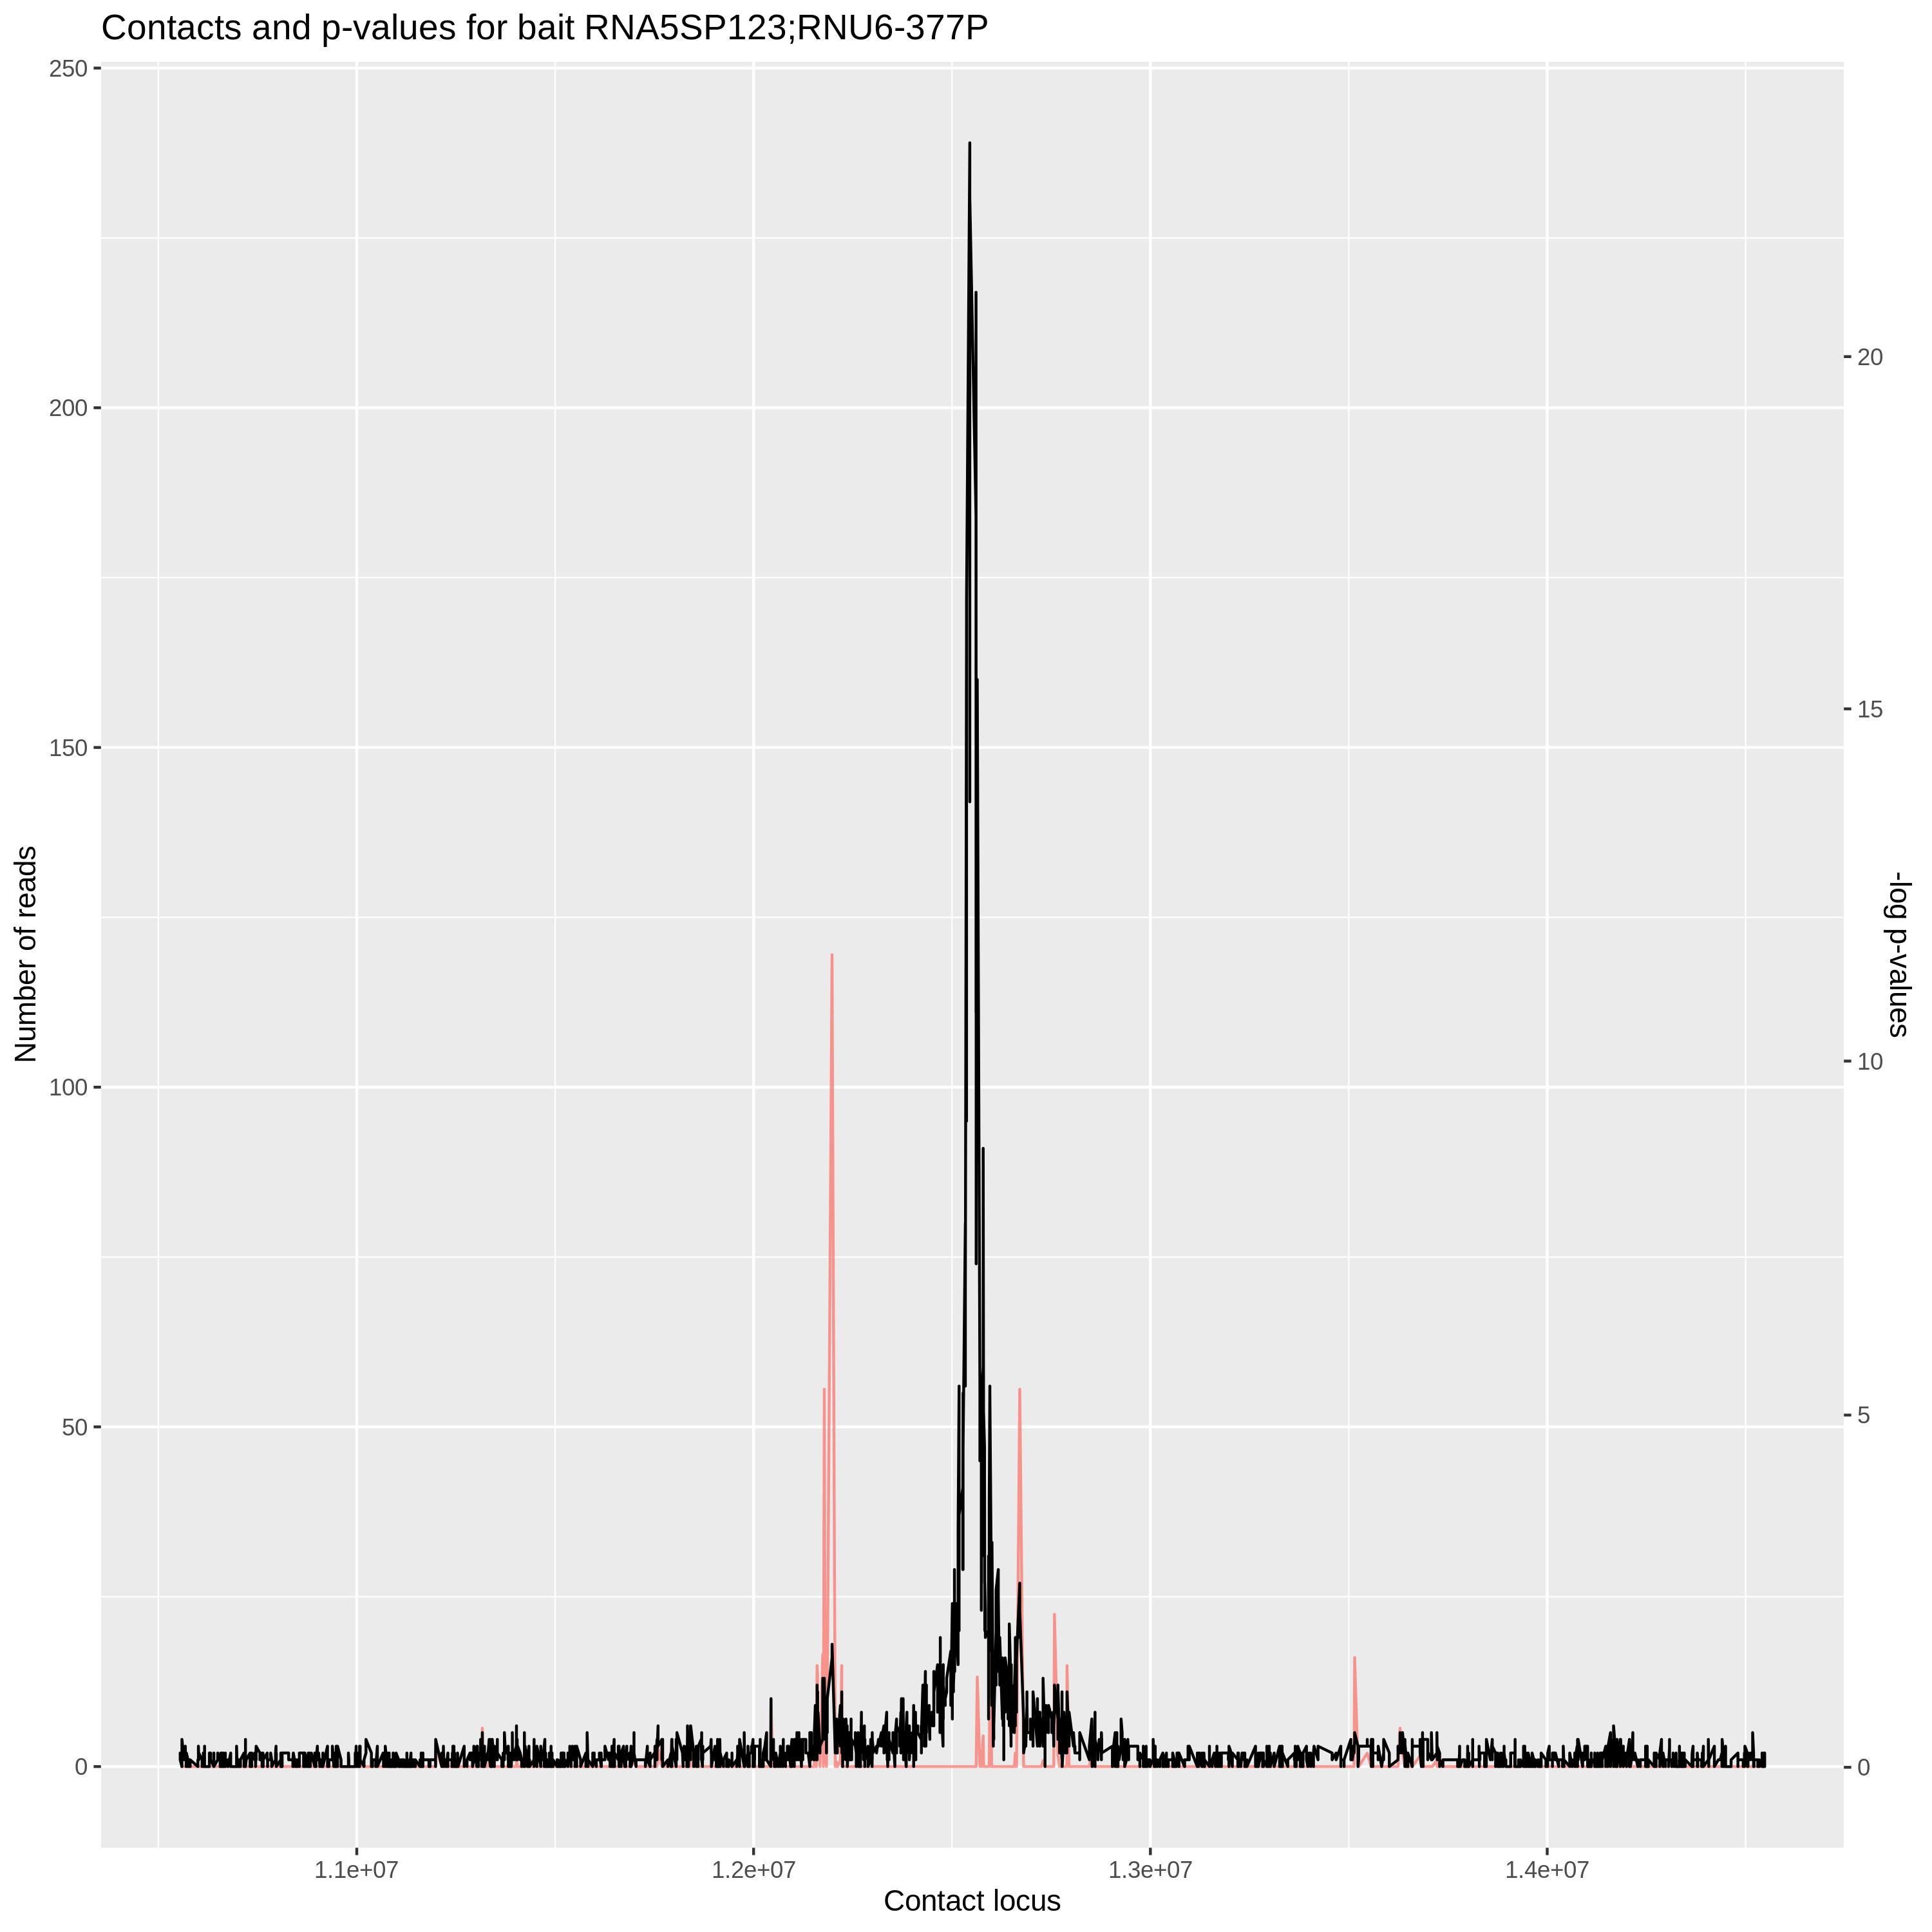 Contacts and p-values for bait RNA5SP123;RNU6-377P
250
200
150
100
50
0
Number of reads
20
15
10
5
0
-log p-values
1.1e+07
1.2e+07
1.3e+07
1.4e+07
Contact locus